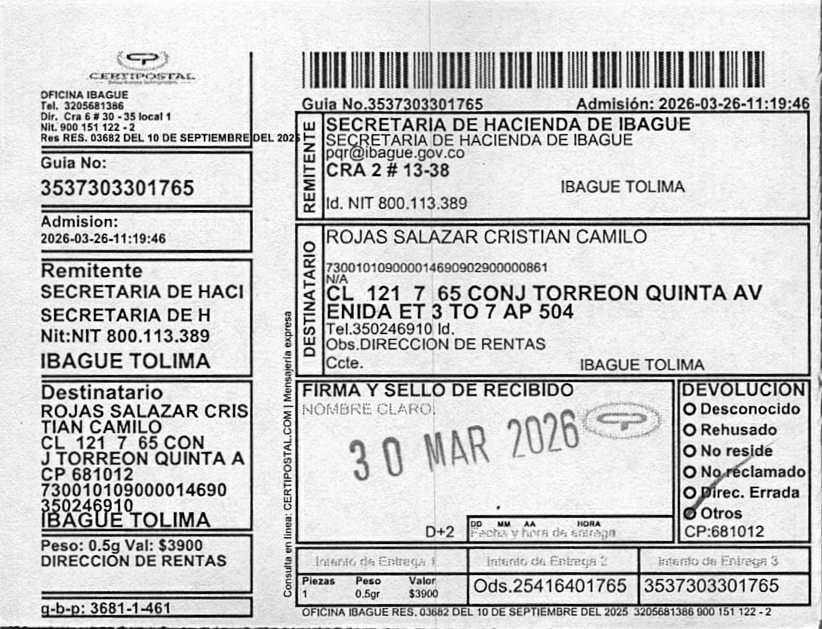 CERTIPOSTAL
OFICINA IBAGUE
Tel. 3205681386
Dir. Cra 6 # 30 - 35 local 1
Nit. 900 151 122 - 2
Res RES. 03682 DEL 10 DE SEPTIEMBRE DEL 2025
Guia No:
3537303301765
Admision:
2026-03-26-11:19:46
Remitente
SECRETARIA DE HACI
SECRETARIA DE H
Nit:NIT 800.113.389
IBAGUE TOLIMA
Destinatario
ROJAS SALAZAR CRIS
TIAN CAMILO
CL 121 7 65 CON
J TORREON QUINTA A
CP 681012
7300101090000014690
350246910
IBAGUE TOLIMA
Peso: 0.5g Val: $3900
DIRECCIÓN DE RENTAS
g-b-p: 3681-1-461
Consulta en linea: CERTIPOSTAL.COM | Mensajería expresa
Guia No.3537303301765 Admisión: 2026-03-26-11:19:46
REMITENTE
SECRETARIA DE HACIENDA DE IBAGUE
SECRETARIA DE HACIENDA DE IBAGUE
pqr@ibague.gov.co
CRA 2 # 13-38
IBAGUE TOLIMA
Id. NIT 800.113.389
DESTINATARIO
ROJAS SALAZAR CRISTIAN CAMILO
730010109000014690902900000861
N/A
CL 121 7 65 CONJ TORREON QUINTA AV
ENIDA ET 3 TO 7 AP 504
Tel.350246910 Id.
Obs.DIRECCIÓN DE RENTAS
Ccte. IBAGUE TOLIMA
FIRMA Y SELLO DE RECIBIDO
NOMBRE CLARO.
30 MAR 2026
D+2
DD MM AA HORA
Fecha y hora de entrega
DEVOLUCION
Desconocido
Rehusado
No reside
No reclamado
Direc. Errada
Otros
CP:681012
Intento de Entrega 1 Intento de Entrega 2 Intento de Entrega 3
Piezas Peso Valor
1 0.5gr $3900
Ods.25416401765 3537303301765
OFICINA IBAGUE RES. 03682 DEL 10 DE SEPTIEMBRE DEL 2025 3205681386 900 151 122 - 2